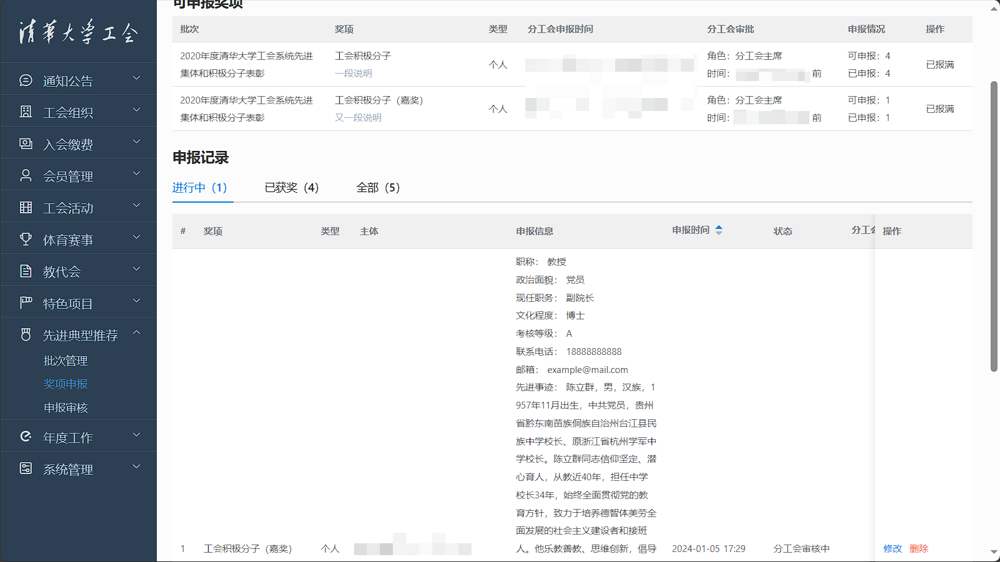 清华大学工会
通知公告
工会组织
入会缴费
会员管理
工会活动
体育赛事
教代会
特色项目
先进典型推荐
批次管理
奖项申报
申报审核
年度工作
系统管理
可申报奖项
批次 奖项 类型 分工会申报时间 分工会审批 申报情况 操作
2020年度清华大学工会系统先进 工会积极分子 角色：分工会主席 可申报：4
个人 已报满
集体和积极分子表彰 一段说明 时间： 前 已申报：4
2020年度清华大学工会系统先进 工会积极分子（嘉奖） 角色：分工会主席 可申报：1
个人 已报满
集体和积极分子表彰 又一段说明 时间： 前 已申报：1
申报记录
进行中（1） 已获奖（4） 全部（5）
# 奖项 类型 主体 申报信息 申报时间 状态 分工会 操作
职称： 教授
政治面貌： 党员
现任职务： 副院长
文化程度： 博士
考核等级： A
联系电话： 18888888888
邮箱： example@mail.com
先进事迹： 陈立群，男，汉族，1
957年11月出生，中共党员，贵州
省黔东南苗族侗族自治州台江县民
族中学校长、原浙江省杭州学军中
学校长。陈立群同志信仰坚定、潜
心育人，从教近40年，担任中学
校长34年，始终全面贯彻党的教
育方针，致力于培养德智体美劳全
面发展的社会主义建设者和接班
1 工会积极分子（嘉奖） 个人 人。他乐教善教、思维创新，倡导 2024-01-05 17:29 分工会审核中 修改 删除